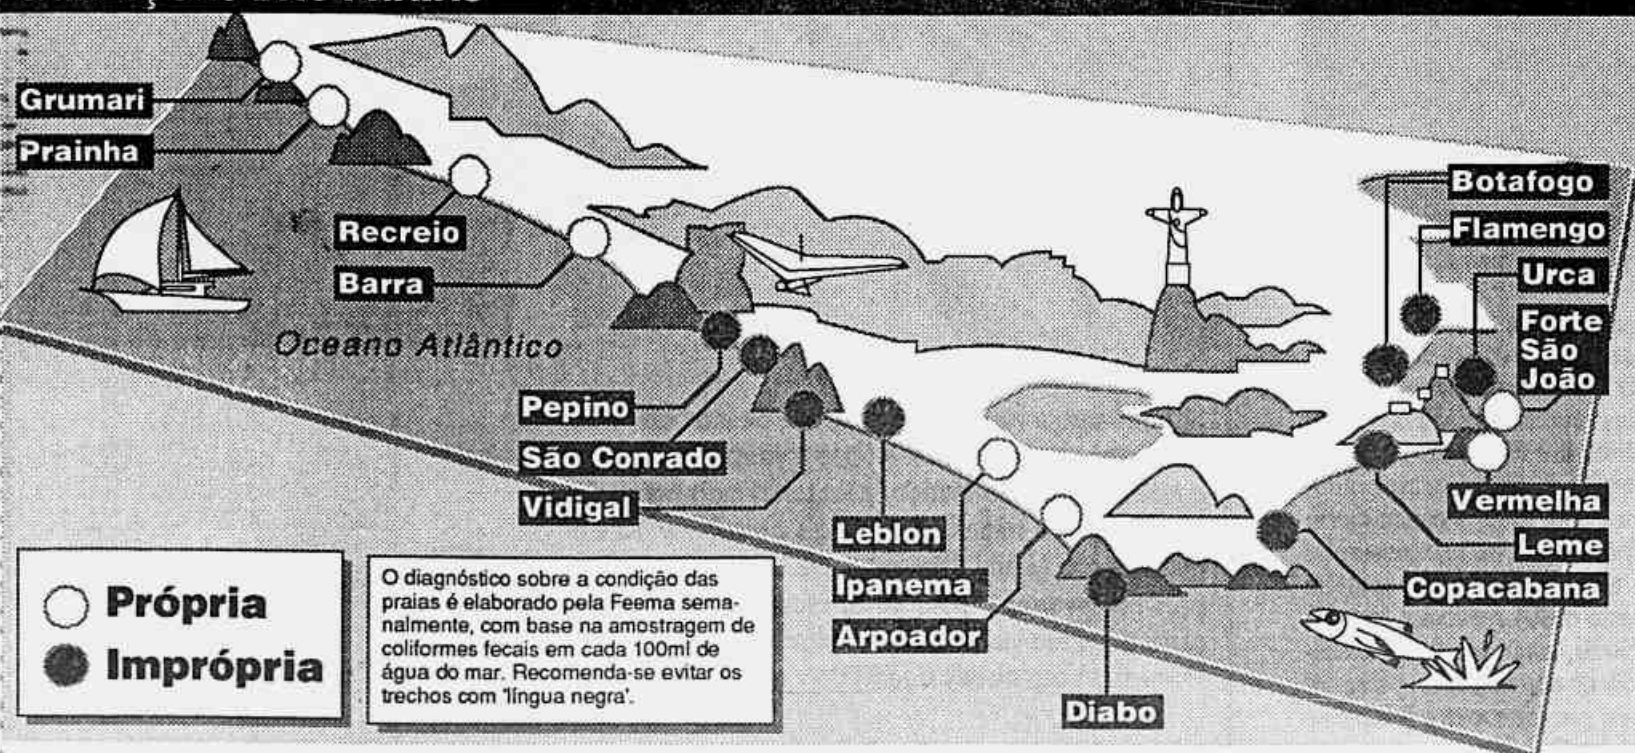 Grumari
Prainha
Recreio
Barra
Oceano Atlântico
Pepino
São Conrado
Vidigal
Leblon
Ipanema
Arpoador
Diabo
Botafogo
Flamengo
Urca
Forte
São
João
Vermelha
Leme
Copacabana
Própria
Imprópria
O diagnóstico sobre a condição das
praias é elaborado pela Feema sema-
nalmente, com base na amostragem de
coliformes fecais em cada 100ml de
água do mar. Recomenda-se evitar os
trechos com 'língua negra'.